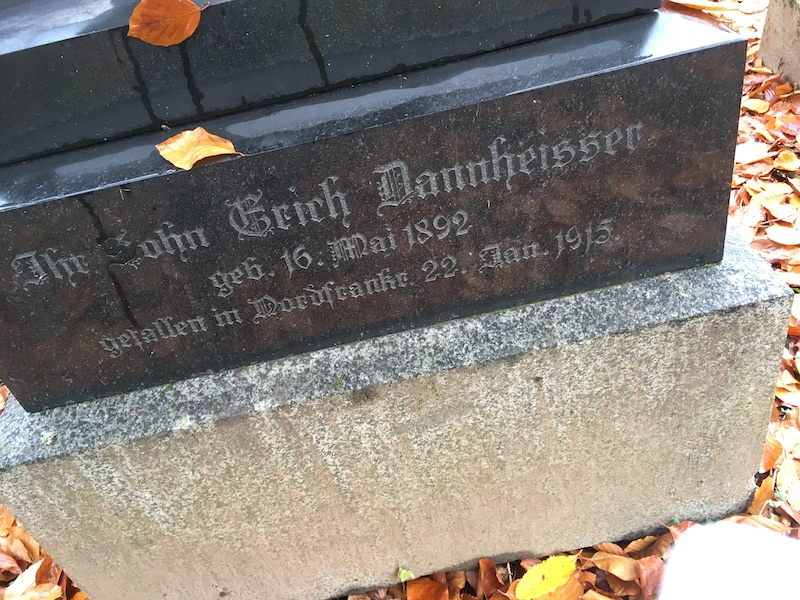 Ihr Sohn Erich Dannheisser
geb. 16. Mai 1892
gefallen in Nordfrankr. 22. Jan. 1915.